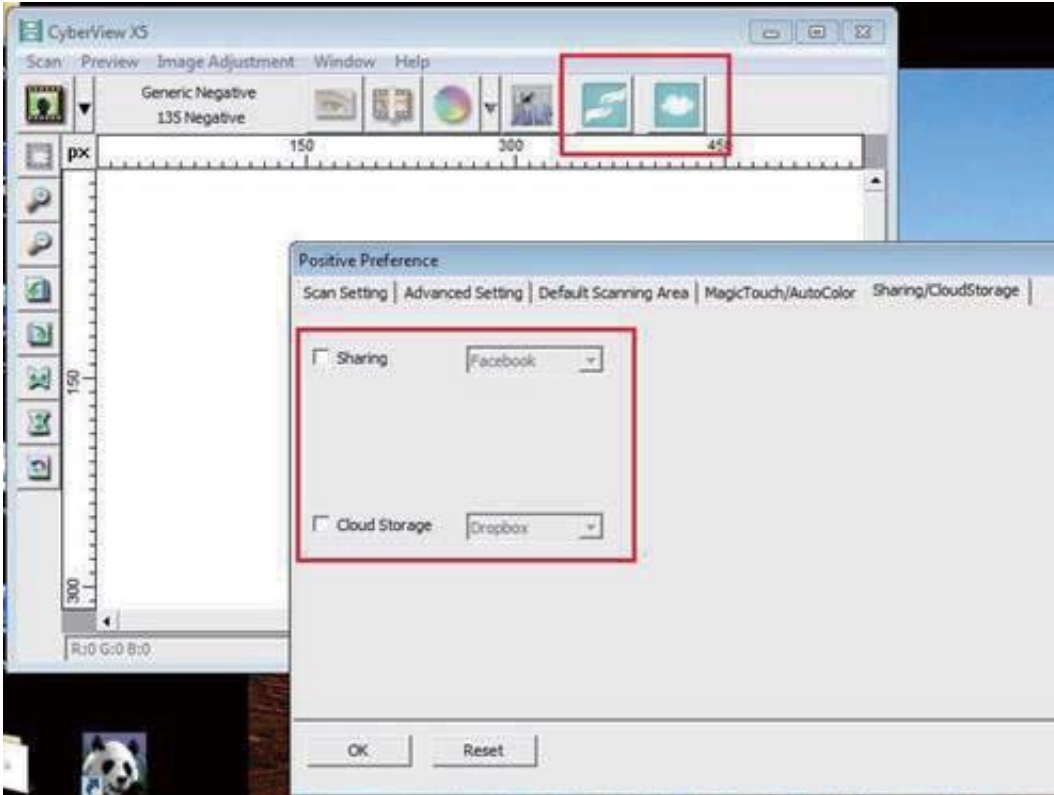 CyberView X5
Scan Preview Image Adjustment Window Help
Generic Negative
135 Negative
px
150 300 450
150
300
R:0 G:0 B:0
Positive Preference
Scan Setting Advanced Setting Default Scanning Area MagicTouch/AutoColor Sharing/CloudStorage
Sharing Facebook
Cloud Storage Dropbox
OK Reset